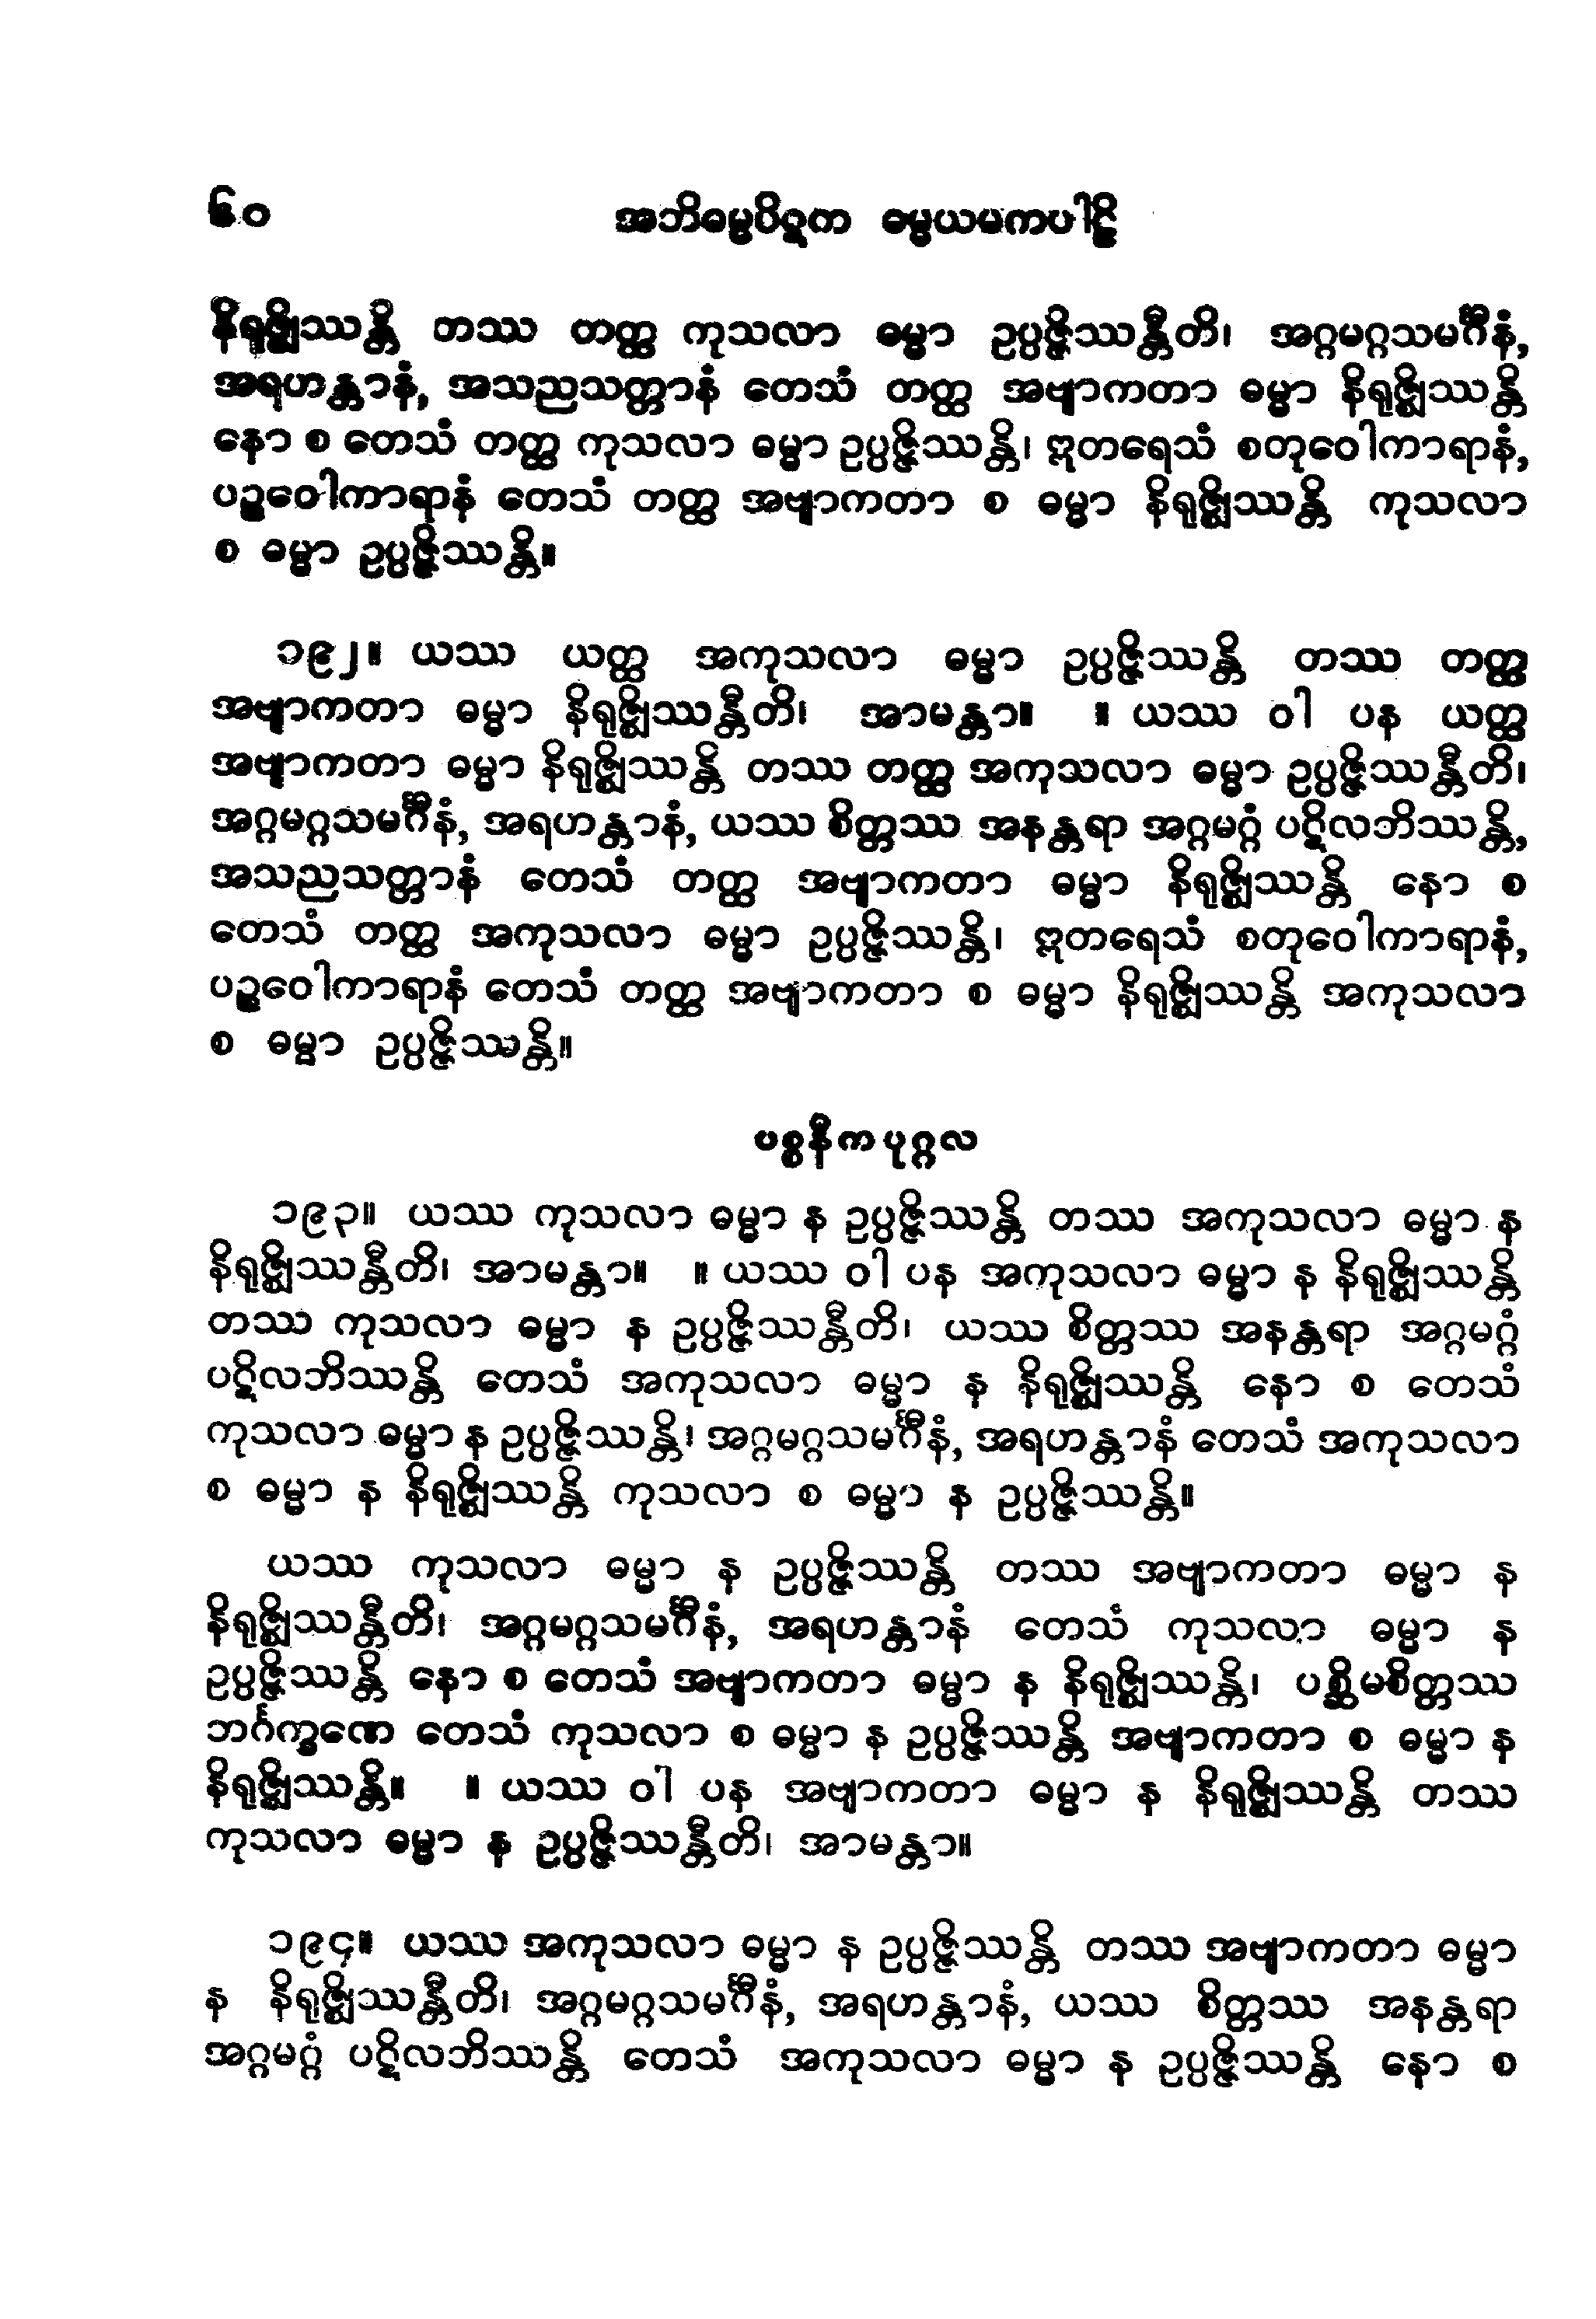 ၆၀ အဘိဓမ္မပိဋက ဓမ္မယမကပါဠိ
နိရုဇ္ဈိဿန္တိ တဿ တတ္ထ ကုသလာ ဓမ္မာ ဥပ္ပဇ္ဇိဿန္တီတိ၊ အဂ္ဂမဂ္ဂသမင်္ဂီနံ,
အရဟန္တာနံ, အသညသတ္တာနံ တေသံ တတ္ထ အဗျာကတာ ဓမ္မာ နိရုဇ္ဈိဿန္တိ
နော စ တေသံ တတ္ထ ကုသလာ ဓမ္မာ ဥပ္ပဇ္ဇိဿန္တိ၊ ဣတရေသံ စတုဝေါကာရာနံ,
ပဉ္စဝေါကာရာနံ တေသံ တတ္ထ အဗျာကတာ စ ဓမ္မာ နိရုဇ္ဈိဿန္တိ ကုသလာ
စ ဓမ္မာ ဥပ္ပဇ္ဇိဿန္တိ။
၁၉၂။ ယဿ ယတ္ထ အကုသလာ ဓမ္မာ ဥပ္ပဇ္ဇိဿန္တိ တဿ တတ္ထ
အဗျာကတာ ဓမ္မာ နိရုဇ္ဈိဿန္တီတိ၊ အာမန္တာ။ ။ ယဿ ဝါ ပန ယတ္ထ
အဗျာကတာ ဓမ္မာ နိရုဇ္ဈိဿန္တိ တဿ တတ္ထ အကုသလာ ဓမ္မာ ဥပ္ပဇ္ဇိဿန္တီတိ၊
အဂ္ဂမဂ္ဂသမင်္ဂီနံ, အရဟန္တာနံ, ယဿ စိတ္တဿ အနန္တရာ အဂ္ဂမဂ္ဂံ ပဋိလဘိဿန္တိ,
အသညသတ္တာနံ တေသံ တတ္ထ အဗျာကတာ ဓမ္မာ နိရုဇ္ဈိဿန္တိ နော စ
တေသံ တတ္ထ အကုသလာ ဓမ္မာ ဥပ္ပဇ္ဇိဿန္တိ၊ ဣတရေသံ စတုဝေါကာရာနံ,
ပဉ္စဝေါကာရာနံ တေသံ တတ္ထ အဗျာကတာ စ ဓမ္မာ နိရုဇ္ဈိဿန္တိ အကုသလာ
စ ဓမ္မာ ဥပ္ပဇ္ဇိဿန္တိ။
ပစ္စနီကပုဂ္ဂလ
၁၉၃။ ယဿ ကုသလာ ဓမ္မာ န ဥပ္ပဇ္ဇိဿန္တိ တဿ အကုသလာ ဓမ္မာ န
နိရုဇ္ဈိဿန္တီတိ၊ အာမန္တာ။ ။ ယဿ ဝါ ပန အကုသလာ ဓမ္မာ န နိရုဇ္ဈိဿန္တိ
တဿ ကုသလာ ဓမ္မာ န ဥပ္ပဇ္ဇိဿန္တီတိ၊ ယဿ စိတ္တဿ အနန္တရာ အဂ္ဂမဂ္ဂံ
ပဋိလဘိဿန္တိ တေသံ အကုသလာ ဓမ္မာ န နိရုဇ္ဈိဿန္တိ နော စ တေသံ
ကုသလာ ဓမ္မာ န ဥပ္ပဇ္ဇိဿန္တိ၊ အဂ္ဂမဂ္ဂသမင်္ဂီနံ, အရဟန္တာနံ တေသံ အကုသလာ
စ ဓမ္မာ န နိရုဇ္ဈိဿန္တိ ကုသလာ စ ဓမ္မာ န ဥပ္ပဇ္ဇိဿန္တိ။
ယဿ ကုသလာ ဓမ္မာ န ဥပ္ပဇ္ဇိဿန္တိ တဿ အဗျာကတာ ဓမ္မာ န
နိရုဇ္ဈိဿန္တီတိ၊ အဂ္ဂမဂ္ဂသမင်္ဂီနံ, အရဟန္တာနံ တေသံ ကုသလာ ဓမ္မာ န
ဥပ္ပဇ္ဇိဿန္တိ နော စ တေသံ အဗျာကတာ ဓမ္မာ န နိရုဇ္ဈိဿန္တိ၊ ပစ္ဆိမစိတ္တဿ
ဘင်္ဂက္ခဏေ တေသံ ကုသလာ စ ဓမ္မာ န ဥပ္ပဇ္ဇိဿန္တိ အဗျာကတာ စ ဓမ္မာ န
နိရုဇ္ဈိဿန္တိ။ ။ ယဿ ဝါ ပန အဗျာကတာ ဓမ္မာ န နိရုဇ္ဈိဿန္တိ တဿ
ကုသလာ ဓမ္မာ န ဥပ္ပဇ္ဇိဿန္တီတိ၊ အာမန္တာ။
၁၉၄။ ယဿ အကုသလာ ဓမ္မာ န ဥပ္ပဇ္ဇိဿန္တိ တဿ အဗျာကတာ ဓမ္မာ
န နိရုဇ္ဈိဿန္တီတိ၊ အဂ္ဂမဂ္ဂသမင်္ဂီနံ, အရဟန္တာနံ, ယဿ စိတ္တဿ အနန္တရာ
အဂ္ဂမဂ္ဂံ ပဋိလဘိဿန္တိ တေသံ အကုသလာ ဓမ္မာ န ဥပ္ပဇ္ဇိဿန္တိ နော စ